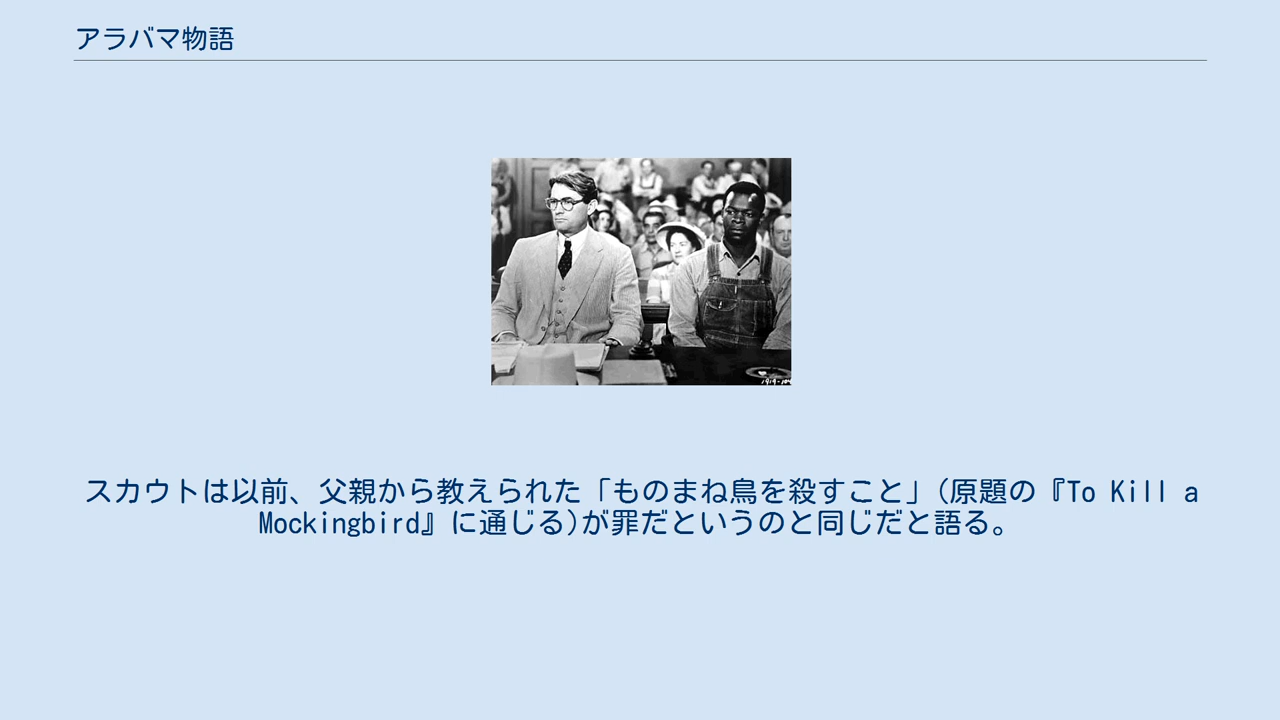 アラバマ物語
スカウトは以前、父親から教えられた「ものまね鳥を殺すこと」(原題の『To Kill a
Mockingbird』に通じる)が罪だというのと同じだと語る。